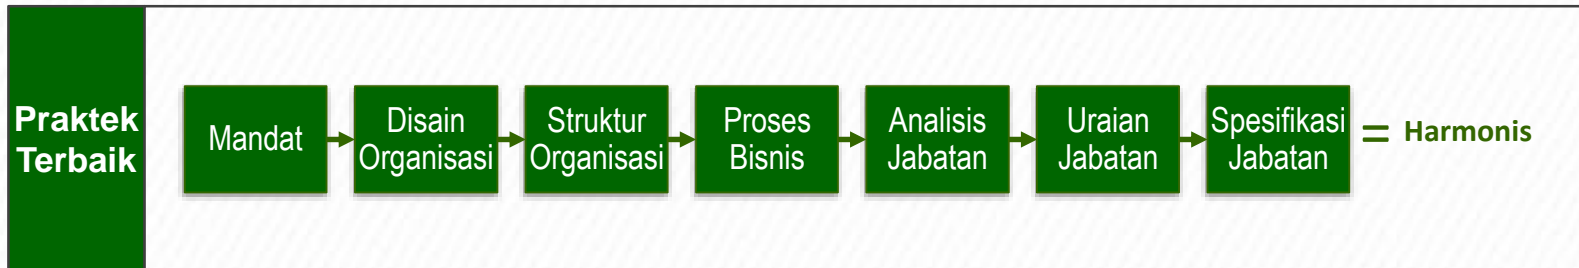 Praktek
Terbaik
Mandat
Disain
Organisasi
Struktur
Organisasi
Proses
Bisnis
Analisis
Jabatan
Uraian
Jabatan
Spesifikasi
Jabatan
= Harmonis